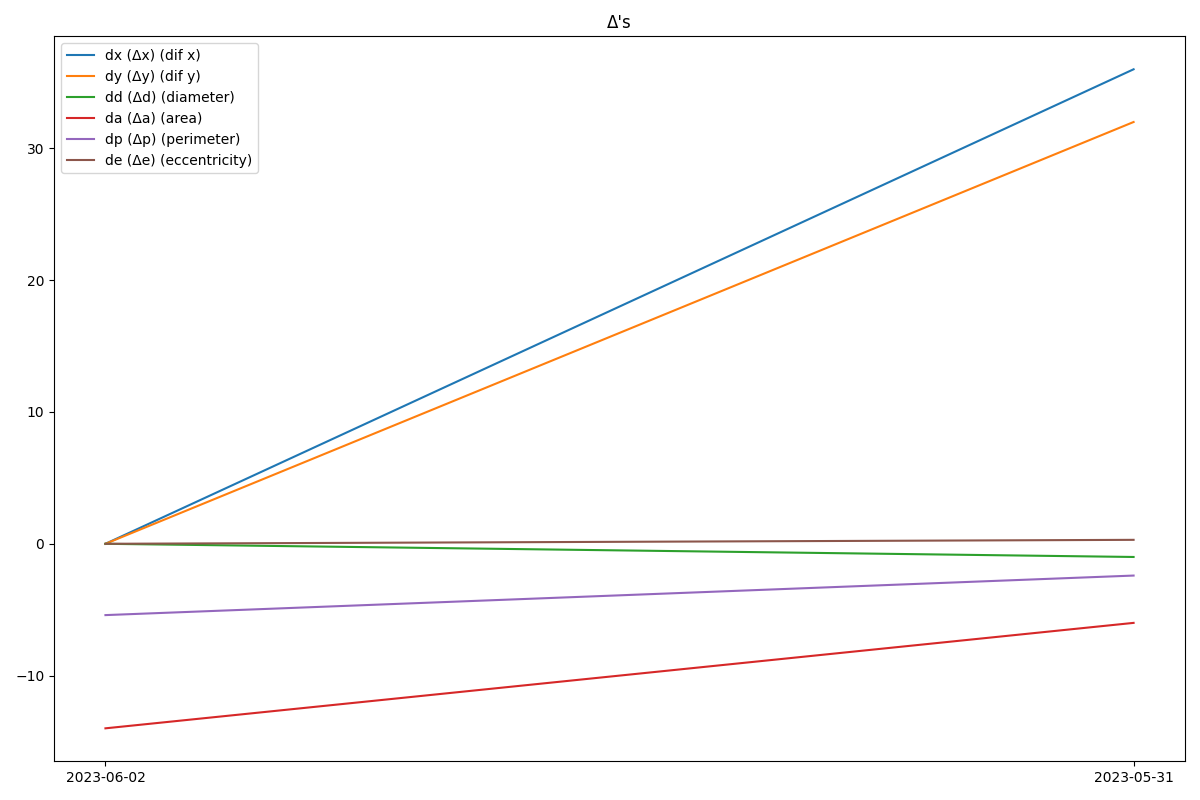 Δ's
dx (Δx) (dif x)
dy (Δy) (dif y)
dd (Δd) (diameter)
da (Δa) (area)
dp (Δp) (perimeter)
de (Δe) (eccentricity)
30
20
10
0
−10
2023-06-02 2023-05-31